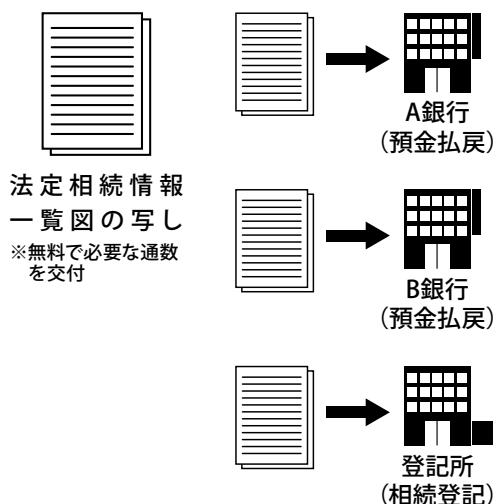 法定相続情報
一覧図の写し
※無料で必要な通数
を交付
A銀行
(預金払戻)
B銀行
(預金払戻)
登記所
(相続登記)